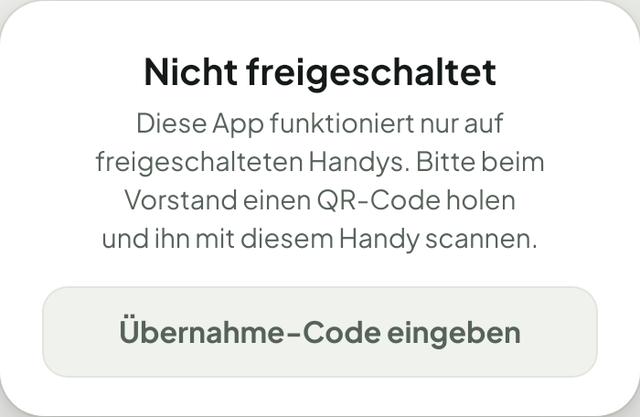 Nicht freigeschaltet
Diese App funktioniert nur auf
freigeschalteten Handys. Bitte beim
Vorstand einen QR-Code holen
und ihn mit diesem Handy scannen.
Übernahme-Code eingeben